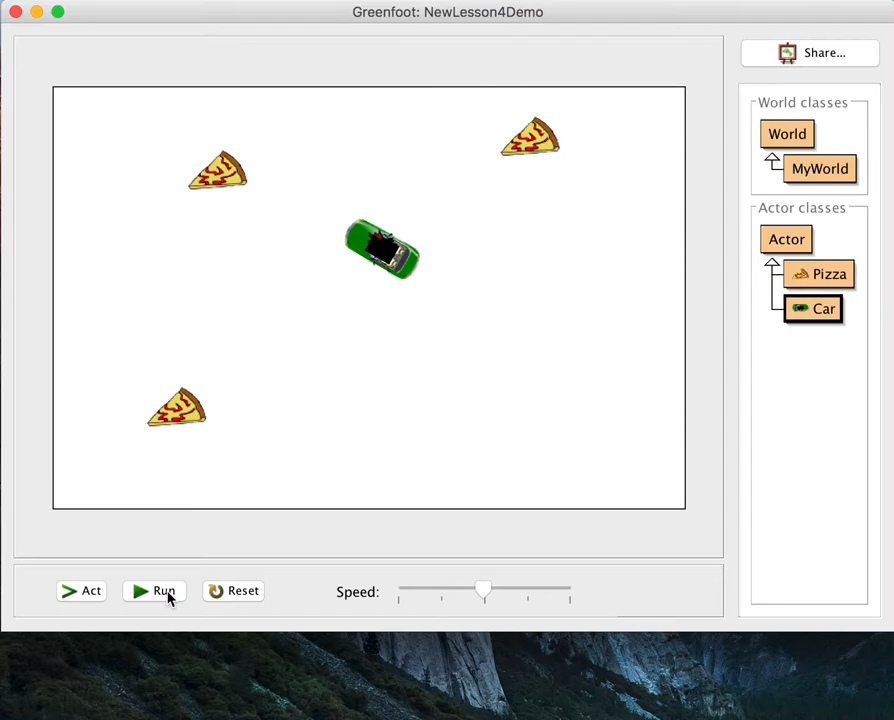 Greenfoot: NewLesson4Demo
Share...
World classes
World
MyWorld
Actor classes
Actor
Pizza
Car
Act
Run
Reset
Speed: